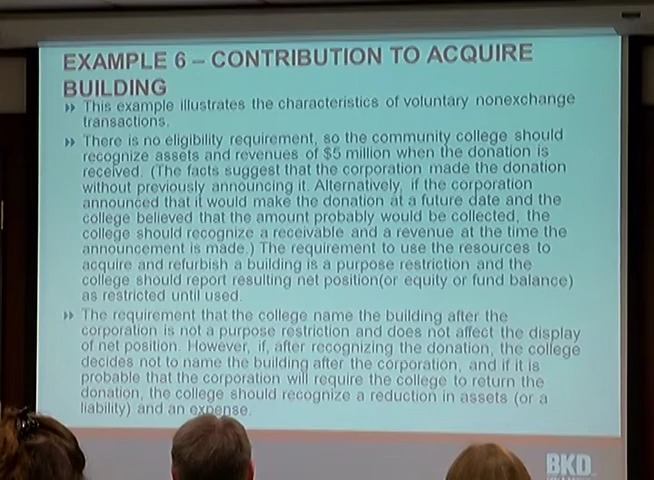 EXAMPLE 6 – CONTRIBUTION TO ACQUIRE
BUILDING
This example illustrates the characteristics of voluntary nonexchange
transactions.
There is no eligibility requirement, so the community college should
recognize assets and revenues of $5 million when the donation is
received. (The facts suggest that the corporation made the donation
without previously announcing it. Alternatively, if the corporation
announced that it would make the donation at a future date and the
college believed that the amount probably would be collected, the
college should recognize a receivable and a revenue at the time the
announcement is made.) The requirement to use the resources to
acquire and refurbish a building is a purpose restriction and the
college should report resulting net position(or equity or fund balance)
as restricted until used.
The requirement that the college name the building after the
corporation is not a purpose restriction and does not affect the display
of net position. However, if, after recognizing the donation, the college
decides not to name the building after the corporation, and if it is
probable that the corporation will require the college to return the
donation, the college should recognize a reduction in assets (or a
liability) and an expense.
BKD